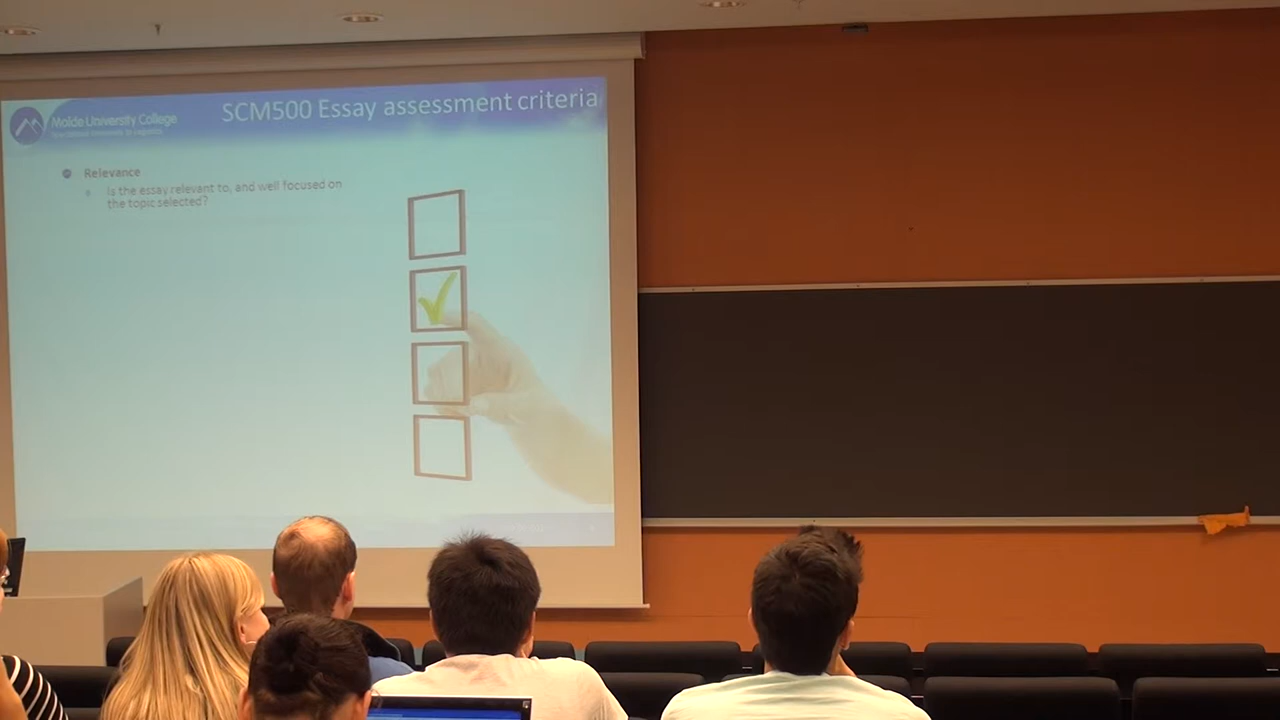 SCM500 Essay assessment criteria
Molde University College
Relevance
Is the essay relevant to, and well focused on
the topic selected?